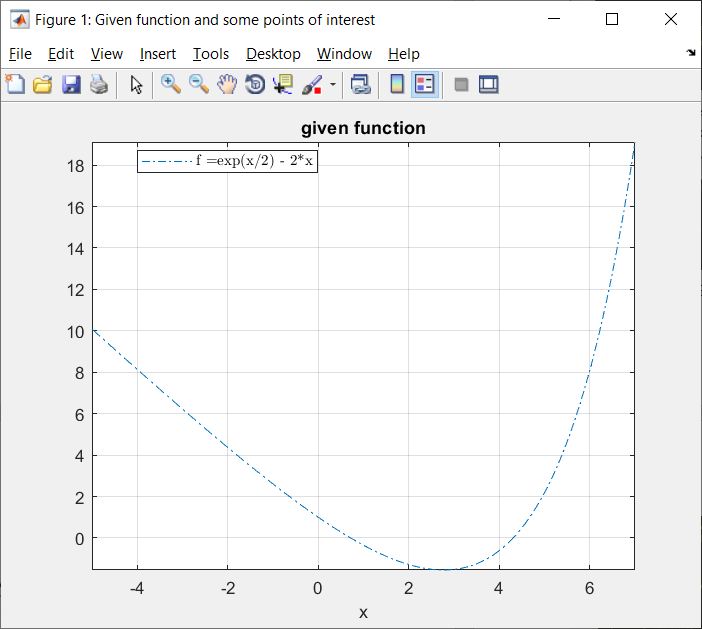 Figure 1: Given function and some points of interest
File Edit View Insert Tools Desktop Window Help
given function
f =exp(x/2) - 2*x
18
16
14
12
10
8
6
4
2
0
-4 -2 0 2 4 6
x